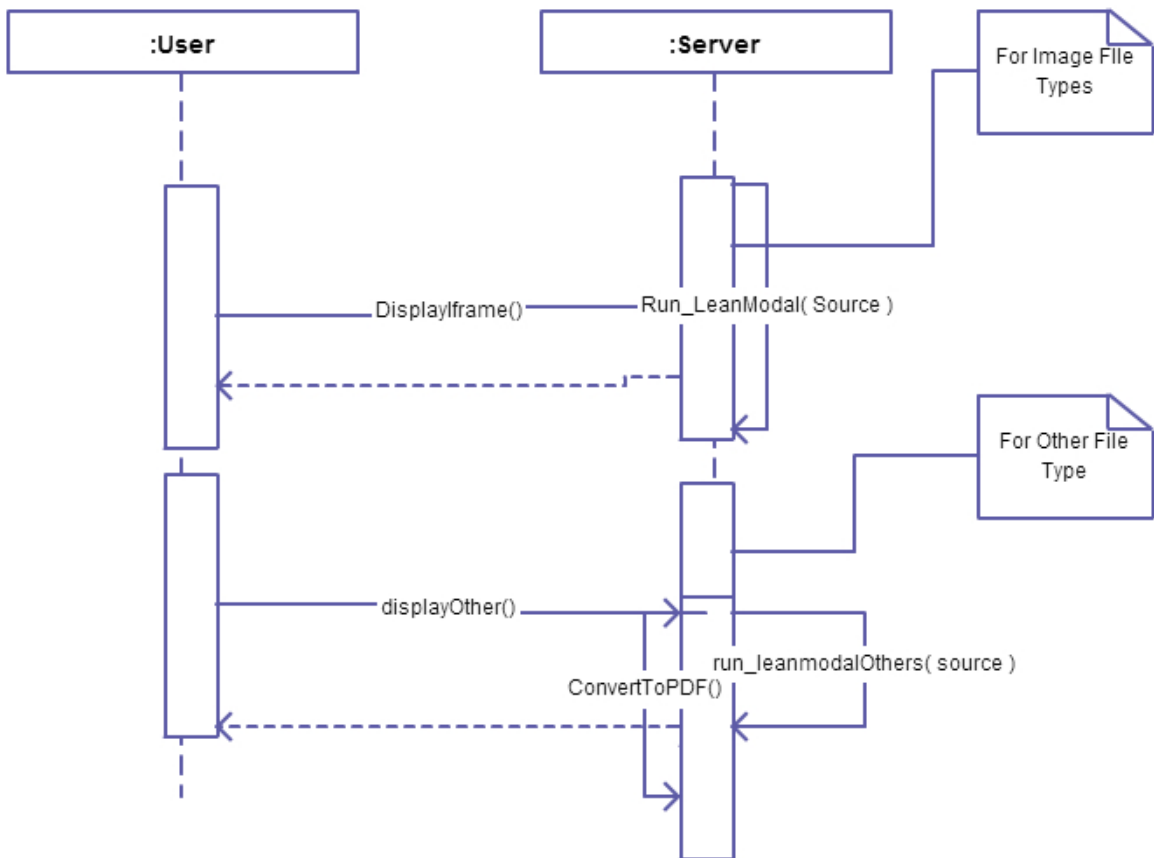 :User
:Server
For Image FIle
Types
DisplayIframe()
Run_LeanModal( Source )
For Other File
Type
displayOther()
run_leanmodalOthers( source )
ConvertToPDF()